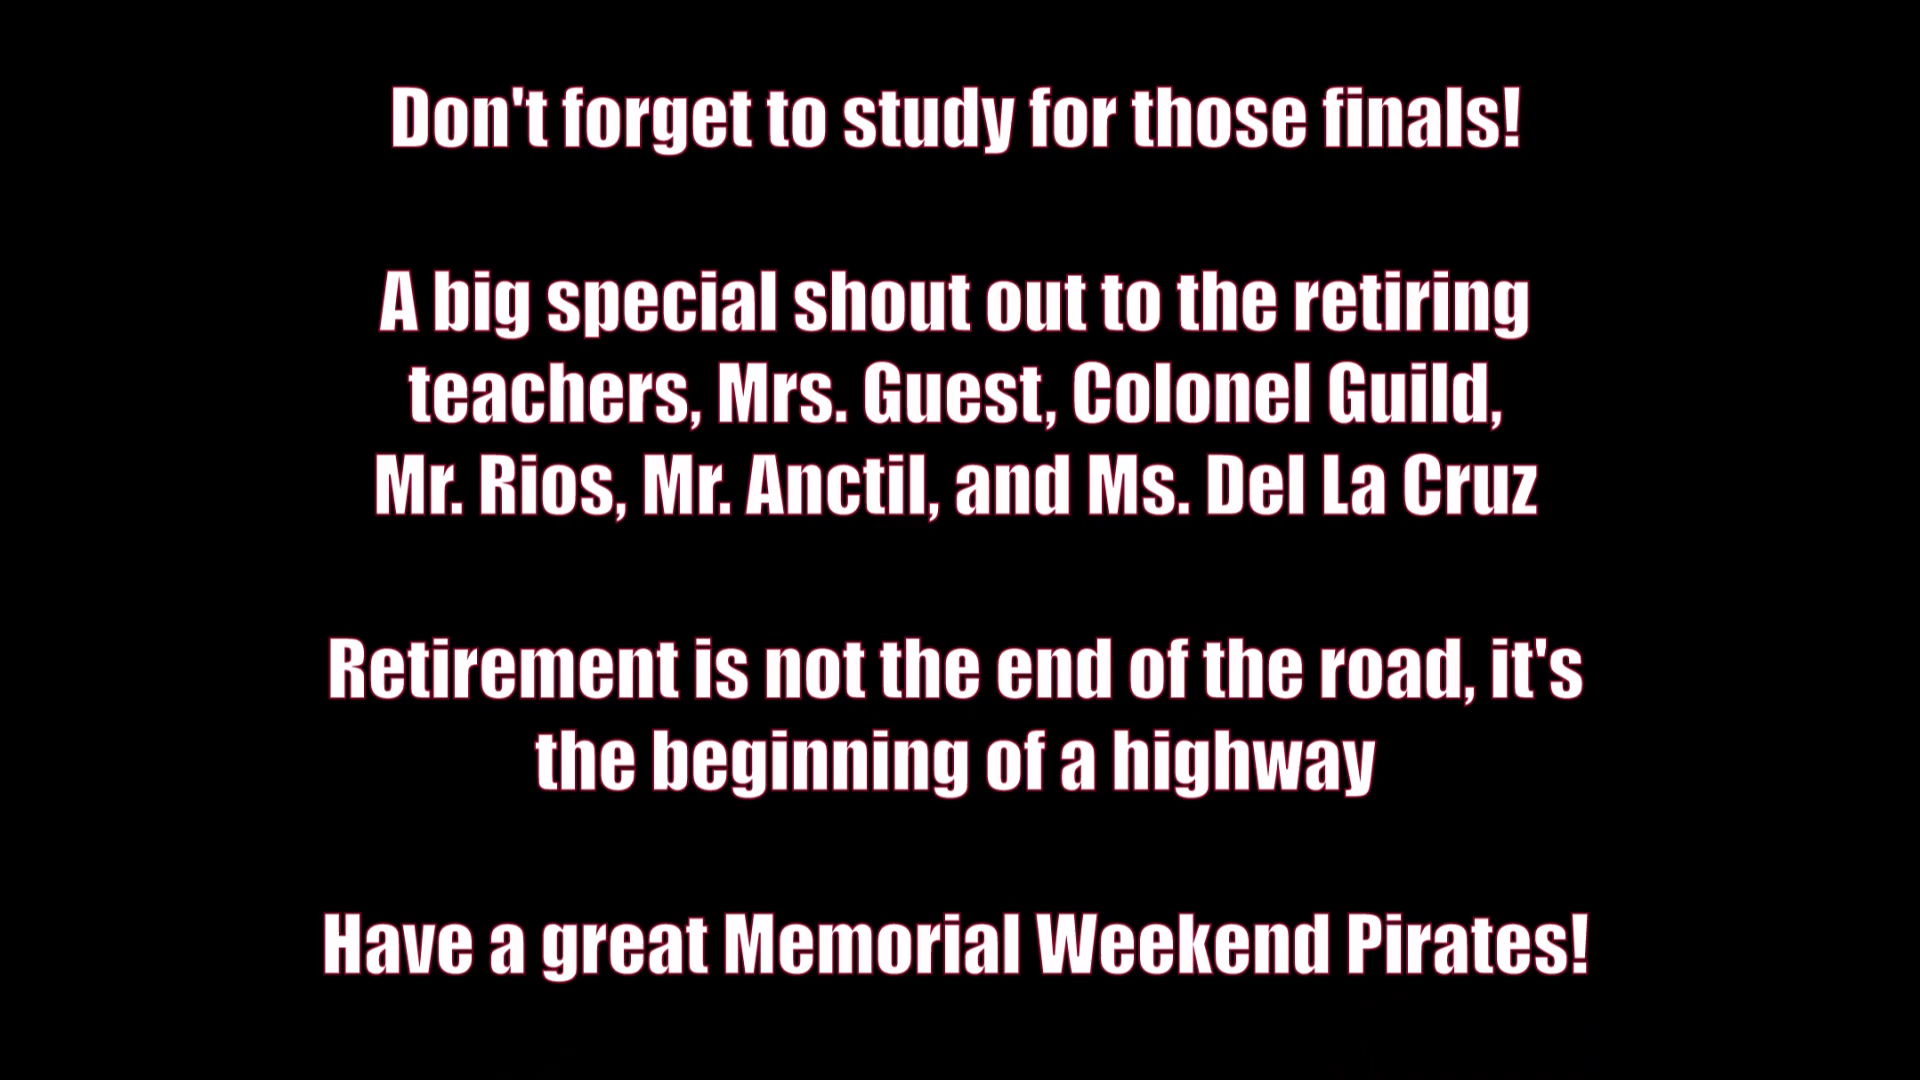 Don't forget to study for those finals!
A big special shout out to the retiring
teachers, Mrs. Guest, Colonel Guild,
Mr. Rios, Mr. Anctil, and Ms. Del La Cruz
Retirement is not the end of the road, it's
the beginning of a highway
Have a great Memorial Weekend Pirates!